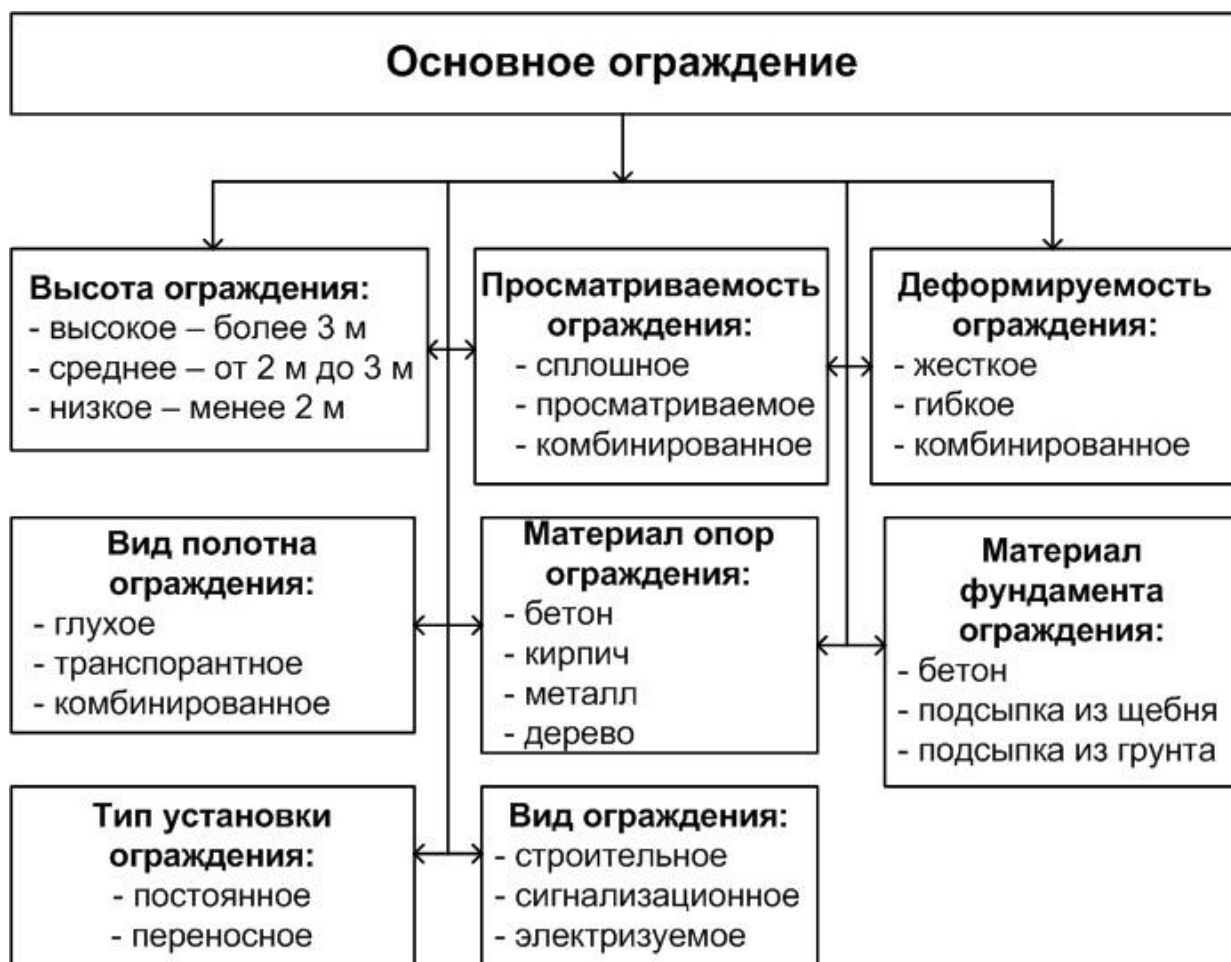 Основное ограждение
Высота ограждения:
- высокое – более 3 м
- среднее – от 2 м до 3 м
- низкое – менее 2 м
Просматриваемость
ограждения:
- сплошное
- просматриваемое
- комбинированное
Деформируемость
ограждения:
- жесткое
- гибкое
- комбинированное
Вид полотна
ограждения:
- глухое
- транспорантное
- комбинированное
Материал опор
ограждения:
- бетон
- кирпич
- металл
- дерево
Материал
фундамента
ограждения:
- бетон
- подсыпка из щебня
- подсыпка из грунта
Тип установки
ограждения:
- постоянное
- переносное
Вид ограждения:
- строительное
- сигнализационное
- электризуемое